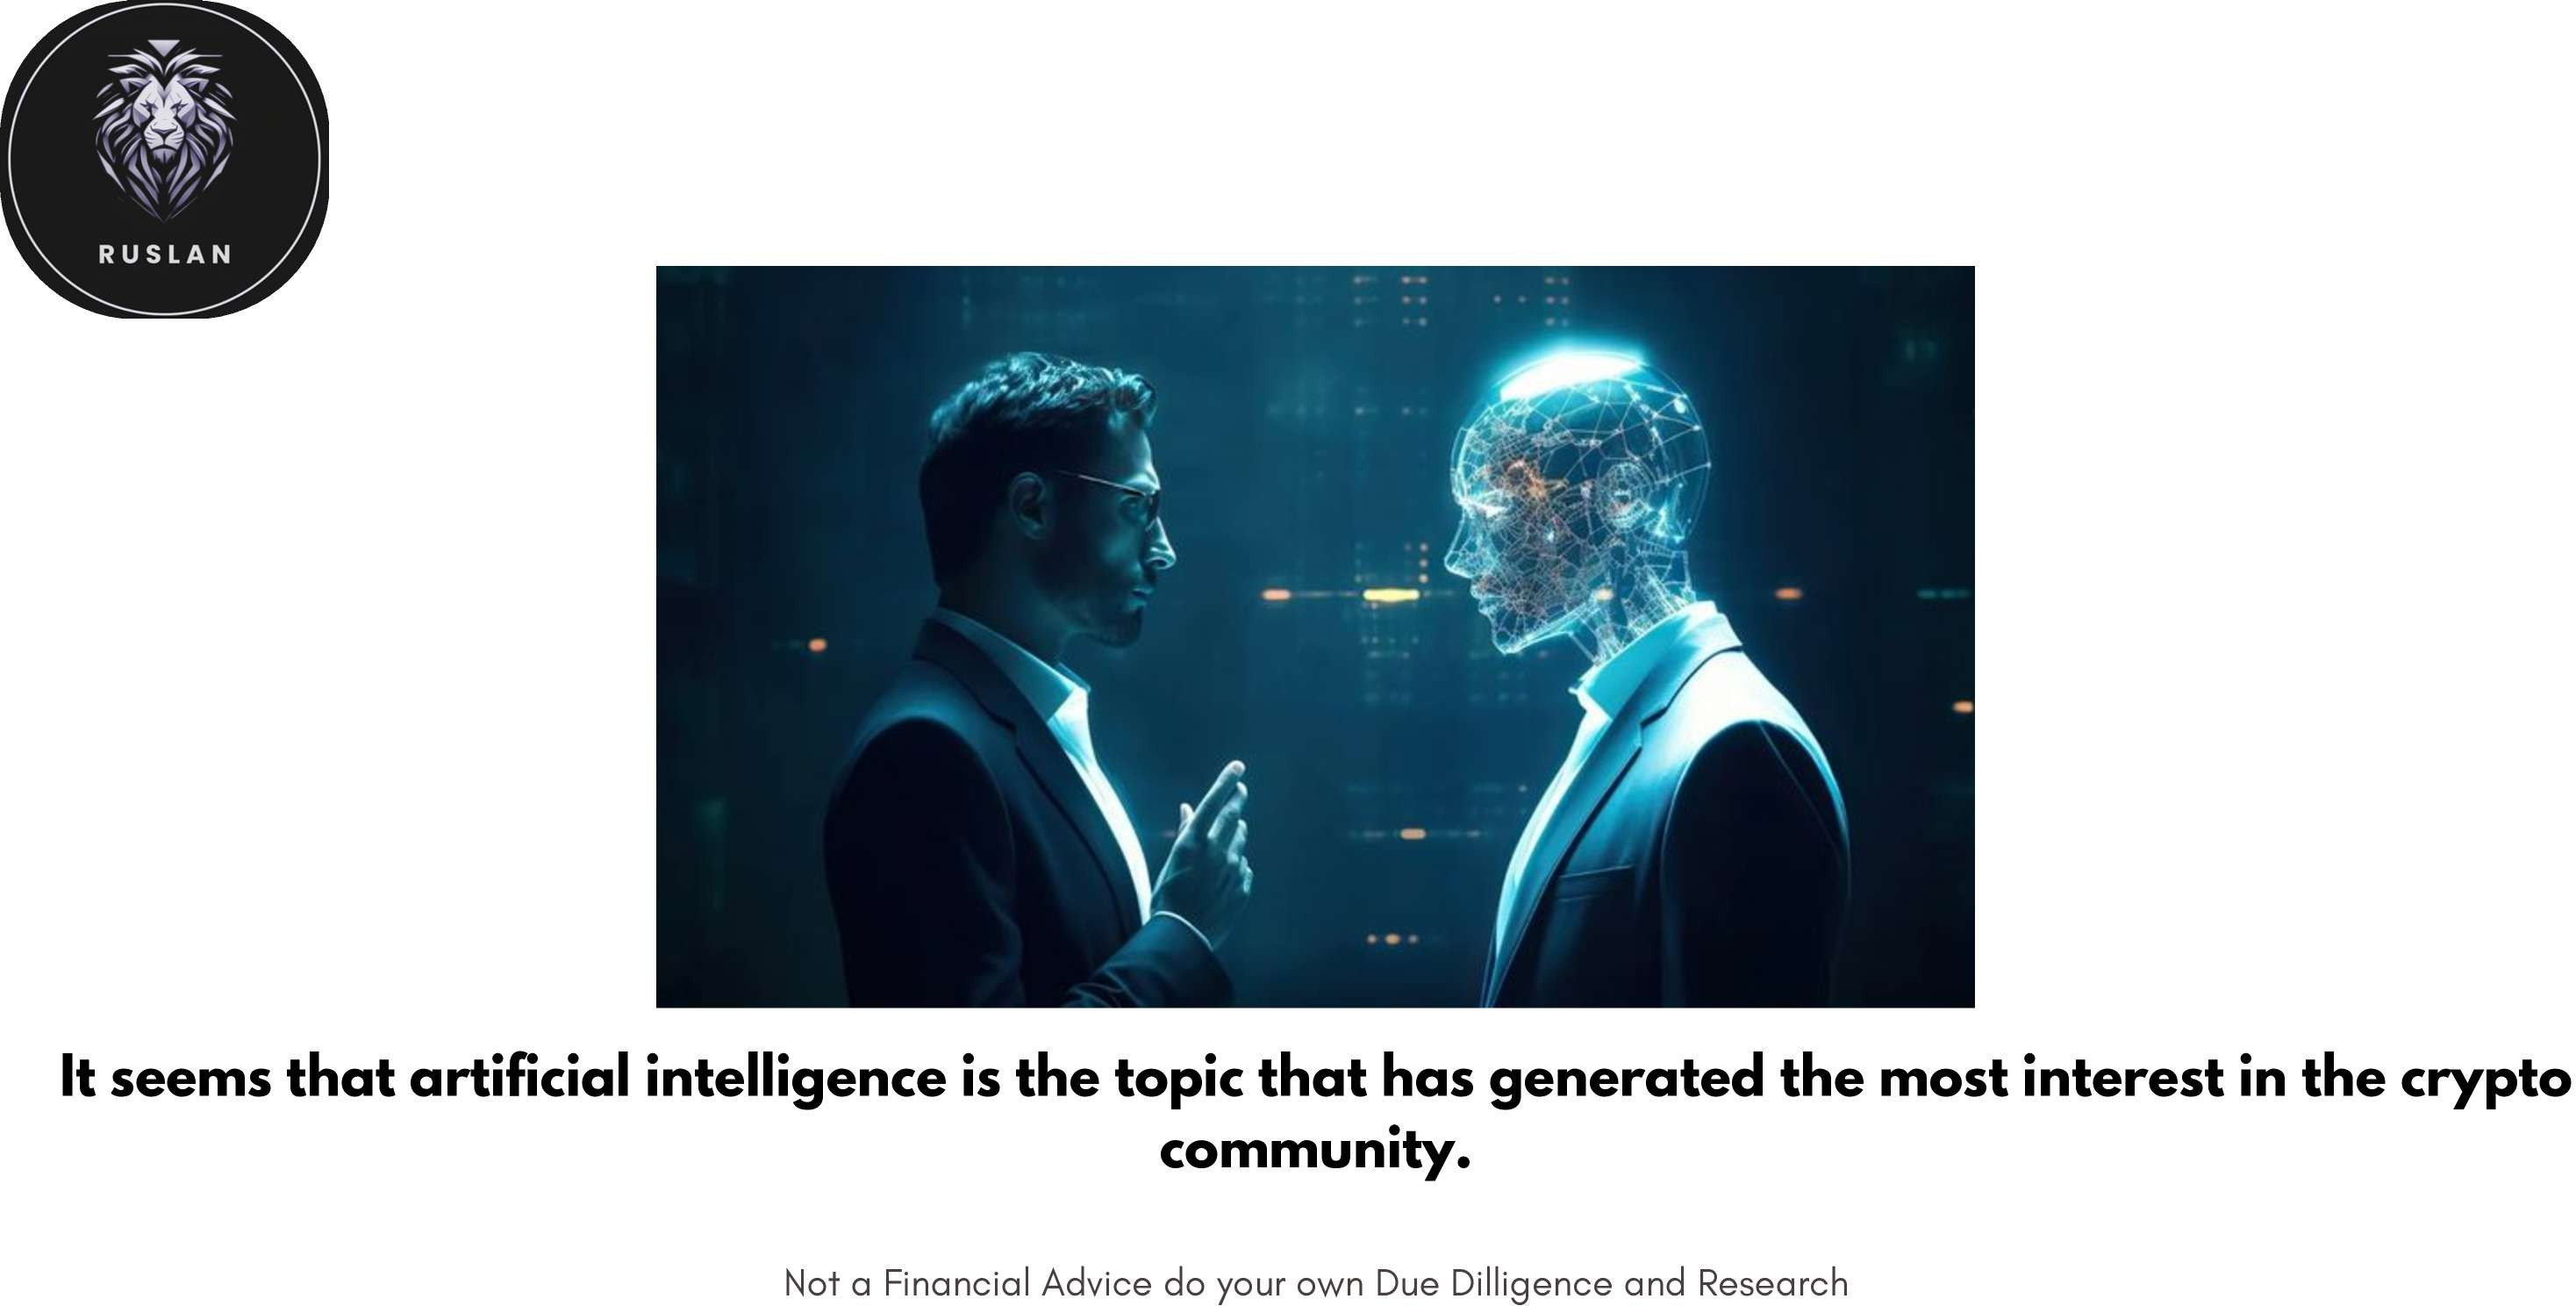 RUSLAN
It seems that artificial intelligence is the topic that has generated the most interest in the crypto
community.
Not a Financial Advice do your own Due Dilligence and Research